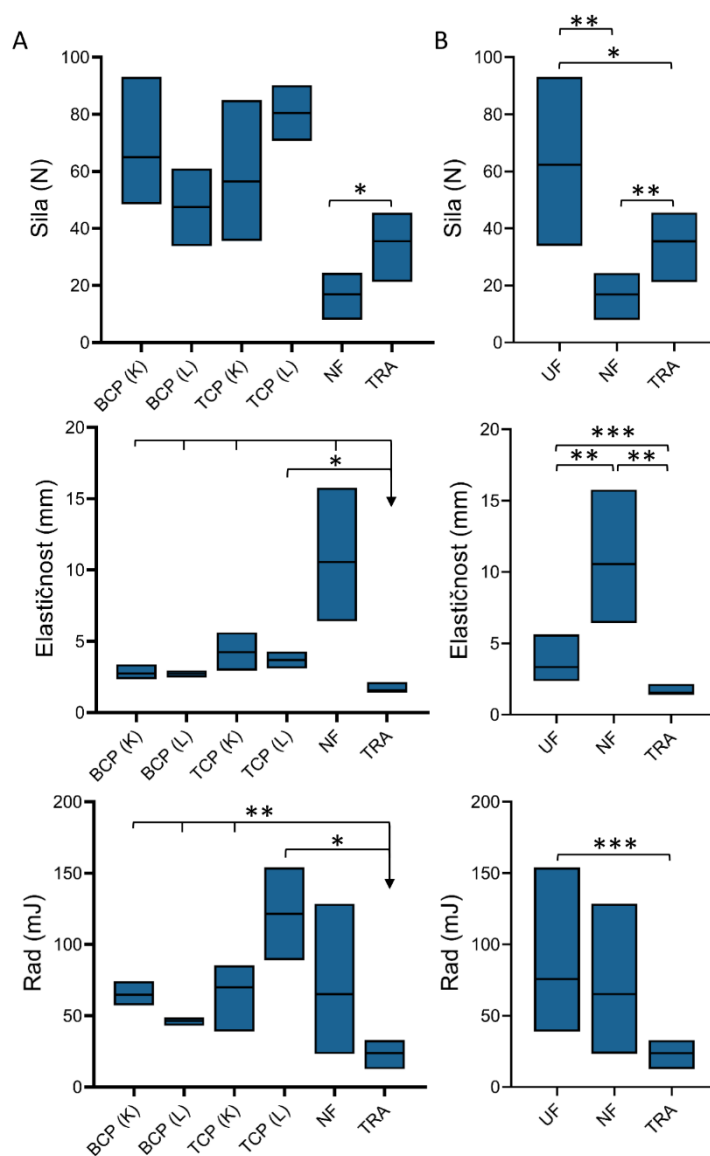 A
Sila (N)
100
80
60
40
20
0
*
BCP (K)
BCP (L)
TCP (K)
TCP (L)
NF
TRA
B
Sila (N)
100
80
60
40
20
0
**
*
**
UF
NF
TRA
Elastičnost (mm)
20
15
10
5
0
*
BCP (K)
BCP (L)
TCP (K)
TCP (L)
NF
TRA
Elastičnost (mm)
20
15
10
5
0
***
** **
UF
NF
TRA
Rad (mJ)
200
150
100
50
0
**
*
BCP (K)
BCP (L)
TCP (K)
TCP (L)
NF
TRA
Rad (mJ)
200
150
100
50
0
***
UF
NF
TRA